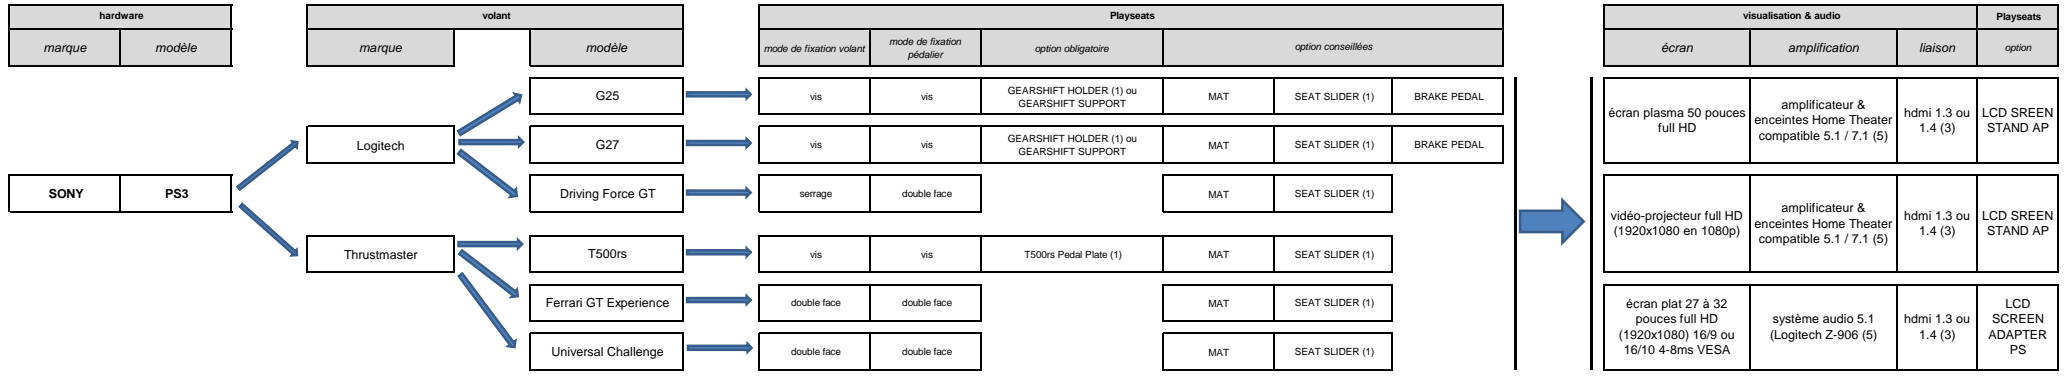 hardware
volant
Playseats
visualisation & audio
Playseats
marque
modèle
marque
modèle
mode de fixation volant
mode de fixation
pédalier
option obligatoire
option conseillées
écran
amplification
liaison
option
G25
vis
vis
GEARSHIFT HOLDER (1) ou
GEARSHIFT SUPPORT
MAT
SEAT SLIDER (1)
BRAKE PEDAL
écran plasma 50 pouces
full HD
amplificateur &
enceintes Home Theater
compatible 5.1 / 7.1 (5)
hdmi 1.3 ou
1.4 (3)
LCD SREEN
STAND AP
Logitech
G27
vis
vis
GEARSHIFT HOLDER (1) ou
GEARSHIFT SUPPORT
MAT
SEAT SLIDER (1)
BRAKE PEDAL
SONY
PS3
Driving Force GT
serrage
double face
MAT
SEAT SLIDER (1)
vidéo-projecteur full HD
(1920x1080 en 1080p)
amplificateur &
enceintes Home Theater
compatible 5.1 / 7.1 (5)
hdmi 1.3 ou
1.4 (3)
LCD SREEN
STAND AP
Thrustmaster
T500rs
vis
vis
T500rs Pedal Plate (1)
MAT
SEAT SLIDER (1)
Ferrari GT Experience
double face
double face
MAT
SEAT SLIDER (1)
écran plat 27 à 32
pouces full HD
(1920x1080) 16/9 ou
16/10 4-8ms VESA
système audio 5.1
(Logitech Z-906 (5)
hdmi 1.3 ou
1.4 (3)
LCD
SCREEN
ADAPTER
PS
Universal Challenge
double face
double face
MAT
SEAT SLIDER (1)